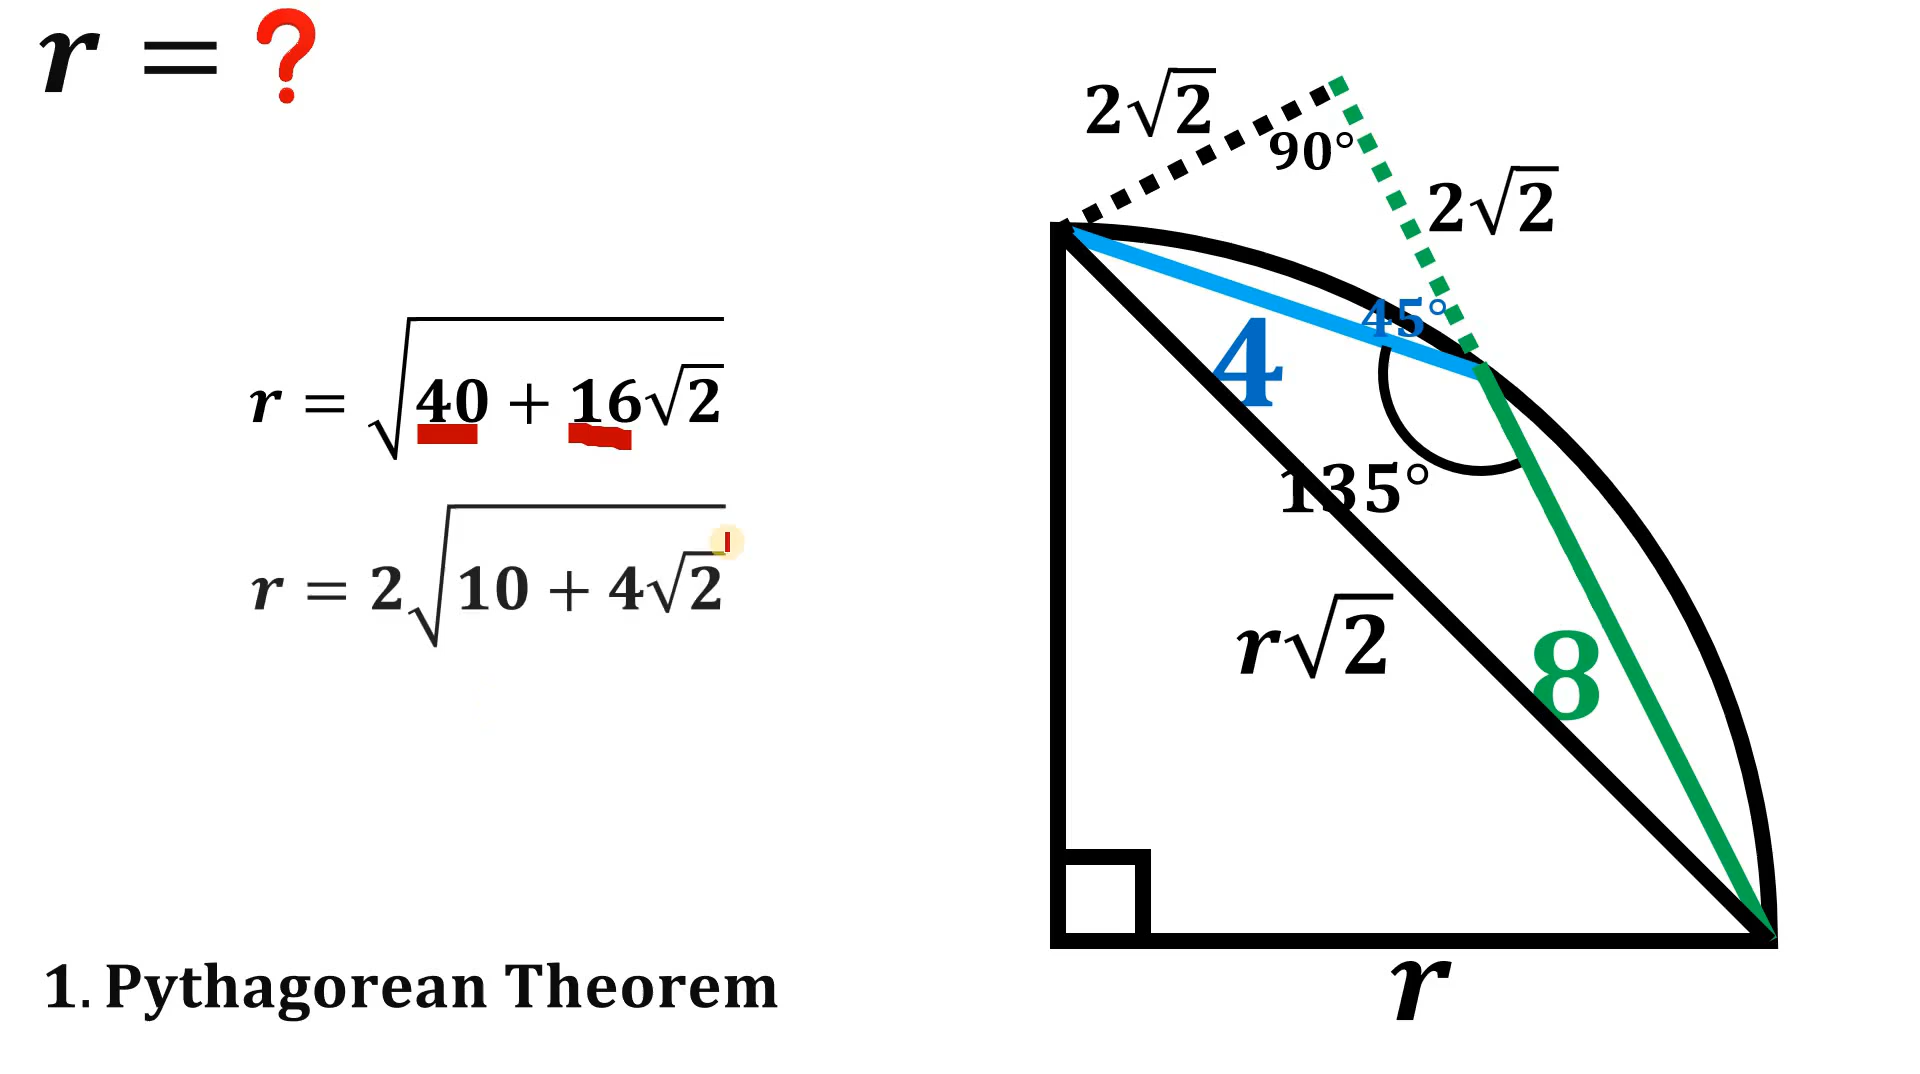 r = ?
2√2
90°
2√2
45°
4
r = √(40 + 16√2)
135°
r = 2√(10 + 4√2)
r√2
8
1. Pythagorean Theorem
r